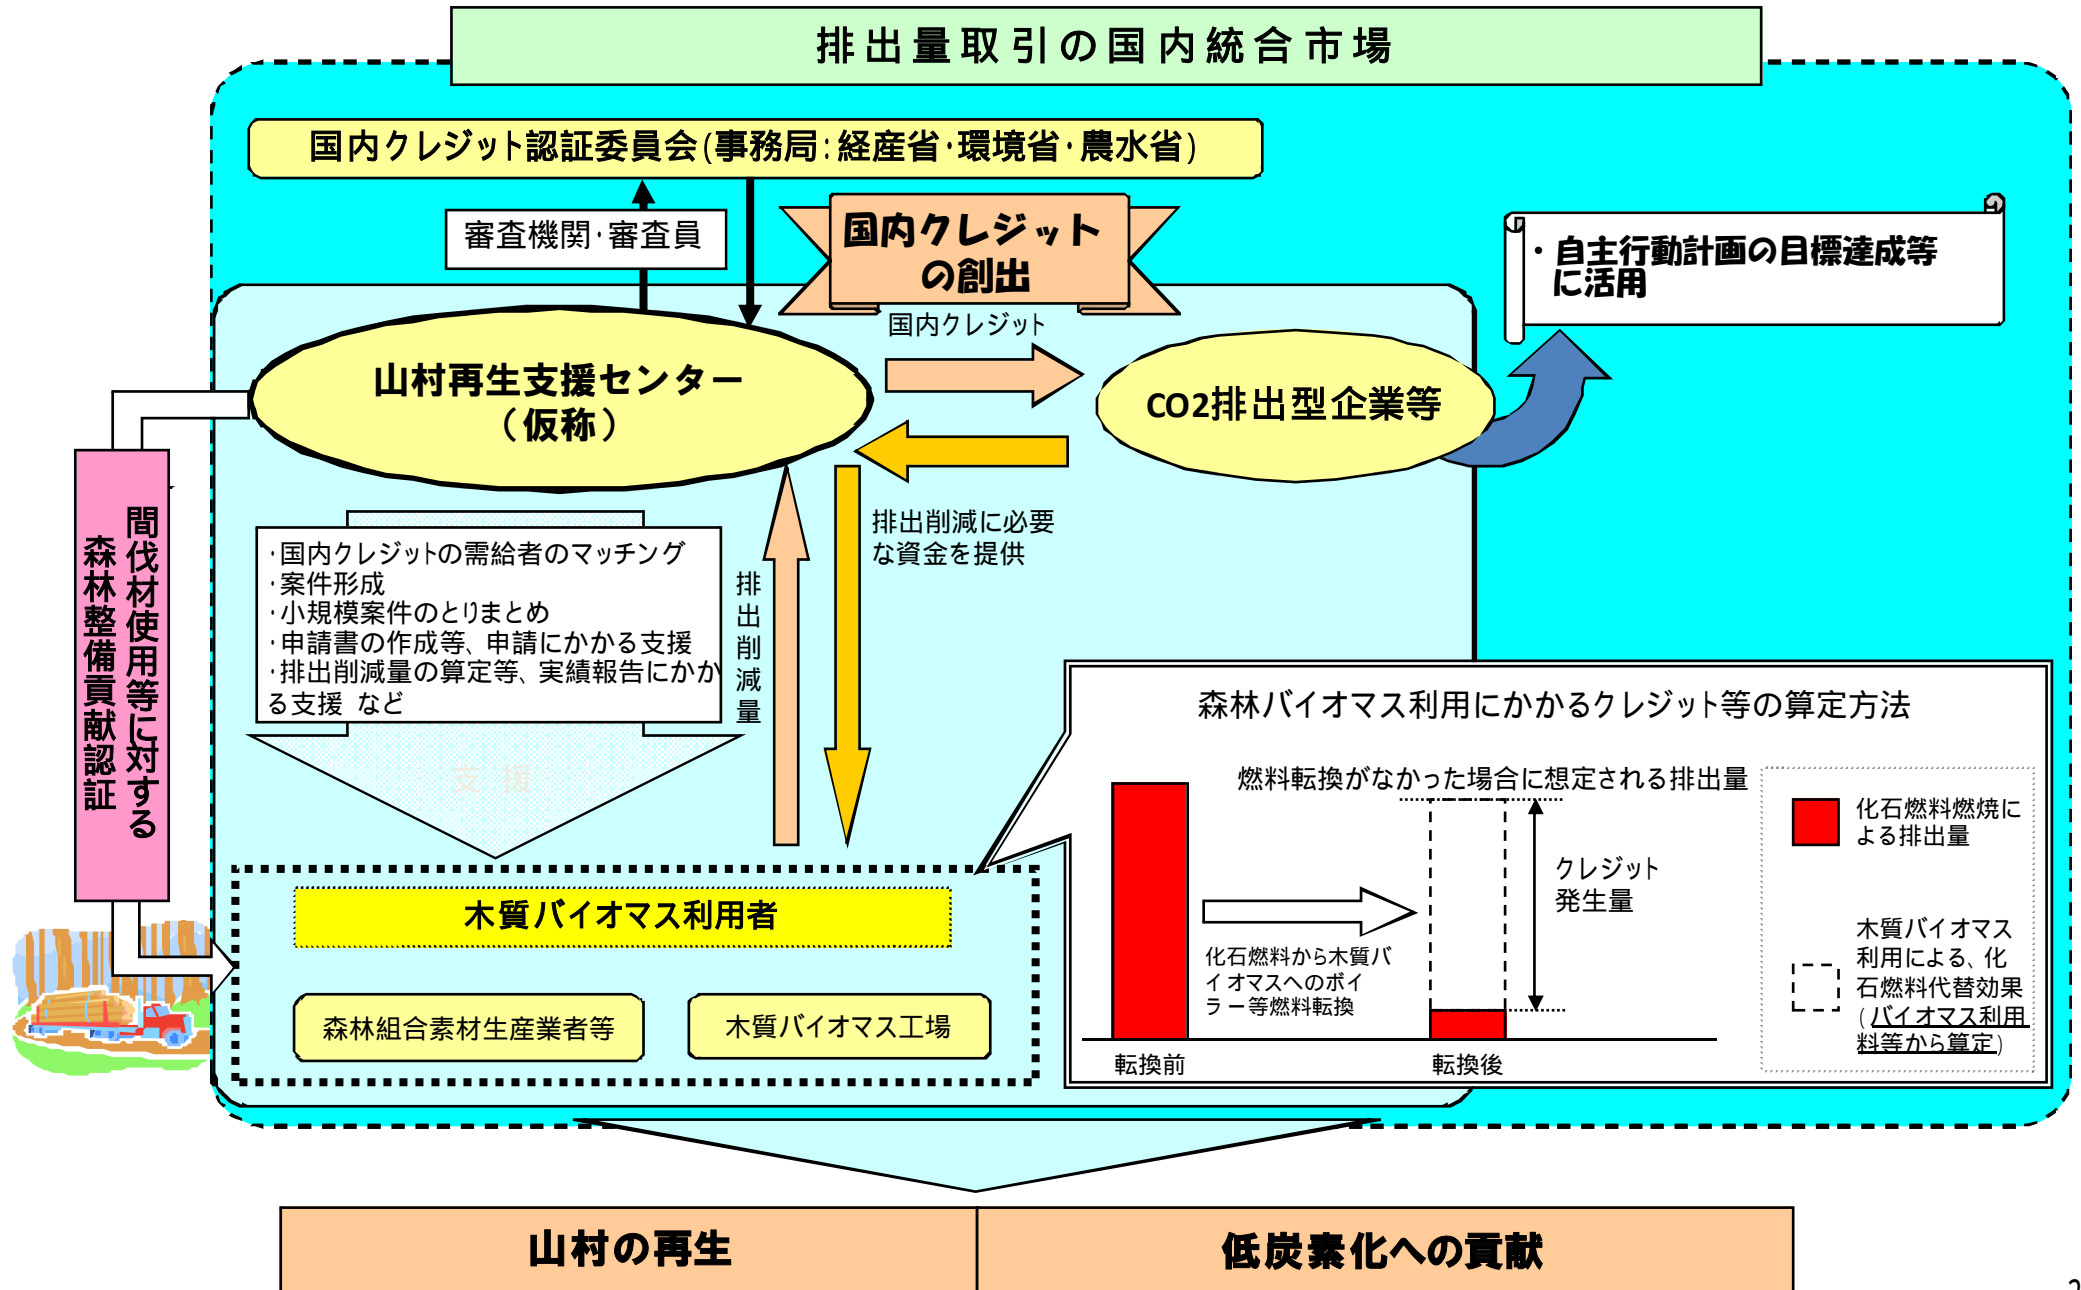 排出量取引の国内統合市場
国内クレジット認証委員会(事務局:経産省・環境省・農水省)
審査機関・審査員
国内クレジット
の創出
・自主行動計画の目標達成等
に活用
国内クレジット
山村再生支援センター
（仮称）
CO2排出型企業等
間伐材使用等に対する
森林整備貢献認証
・国内クレジットの需給者のマッチング
・案件形成
・小規模案件のとりまとめ
・申請書の作成等、申請にかかる支援
・排出削減量の算定等、実績報告にかか
る支援 など
支 援
排出削減量
排出削減に必要
な資金を提供
木質バイオマス利用者
森林組合素材生産業者等
木質バイオマス工場
森林バイオマス利用にかかるクレジット等の算定方法
燃料転換がなかった場合に想定される排出量
クレジット
発生量
化石燃料から木質バ
イオマスへのボイ
ラー等燃料転換
転換前
転換後
化石燃料燃焼に
よる排出量
木質バイオマス
利用による、化
石燃料代替効果
(バイオマス利用
料等から算定)
山村の再生
低炭素化への貢献
2